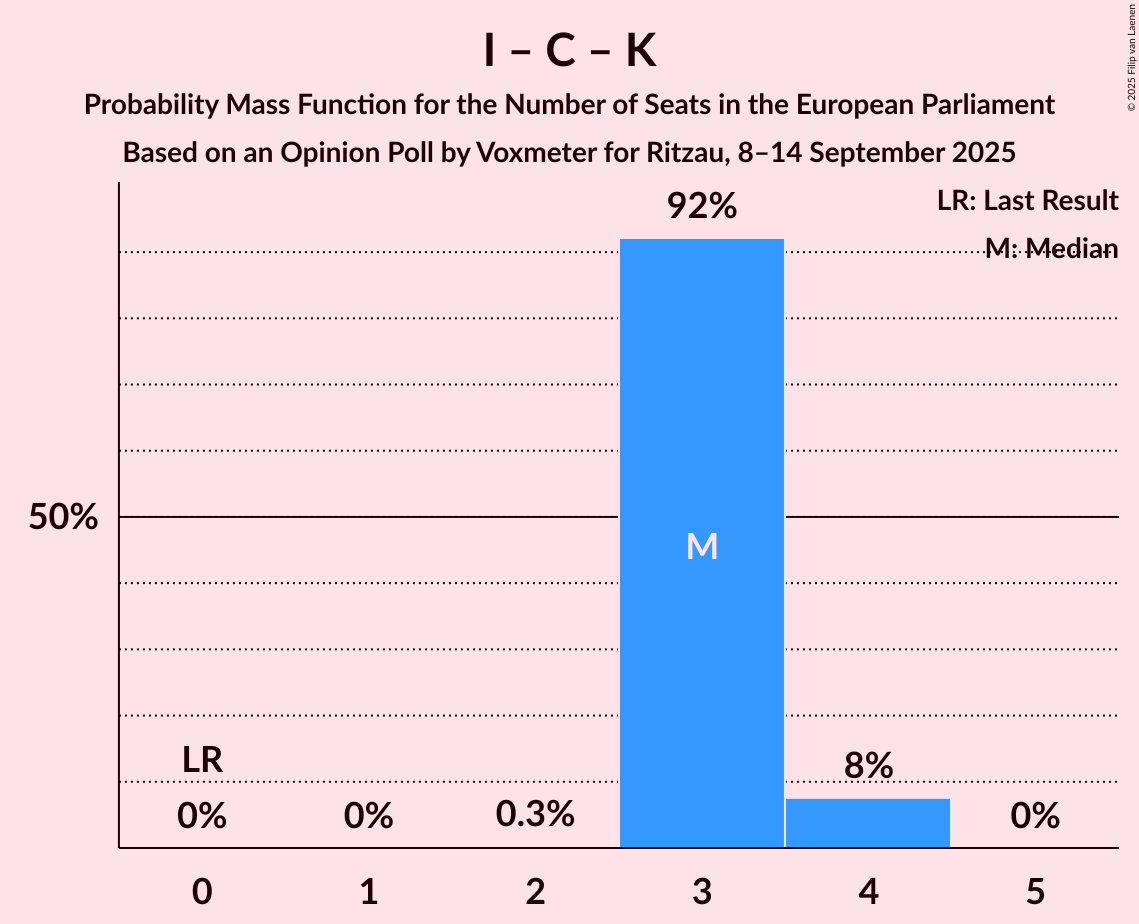 I – C – K
Probability Mass Function for the Number of Seats in the European Parliament
Based on an Opinion Poll by Voxmeter for Ritzau, 8–14 September 2025
© 2025 Filip van Laenen
LR: Last Result
M: Median
92%
50%
M
LR
8%
0%
0%
0.3%
0%
0
1
2
3
4
5